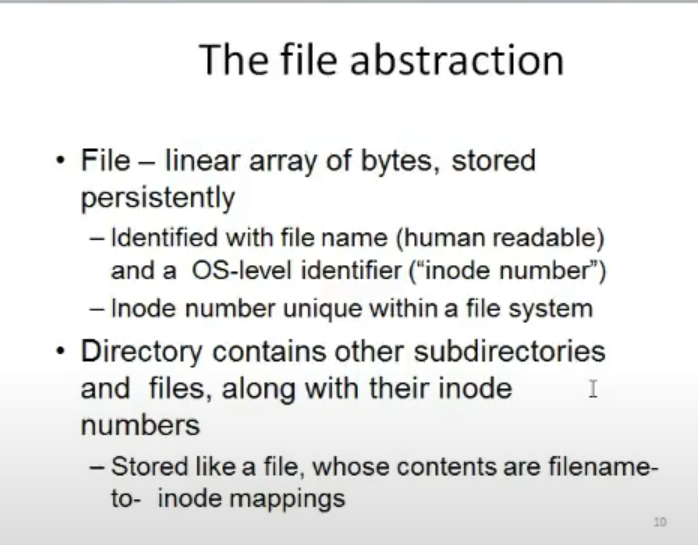 The file abstraction
• File – linear array of bytes, stored
persistently
– Identified with file name (human readable)
and a  OS-level identifier (“inode number”)
– Inode number unique within a file system
• Directory contains other subdirectories
and  files, along with their inode
numbers
– Stored like a file, whose contents are filename-
to-  inode mappings
10